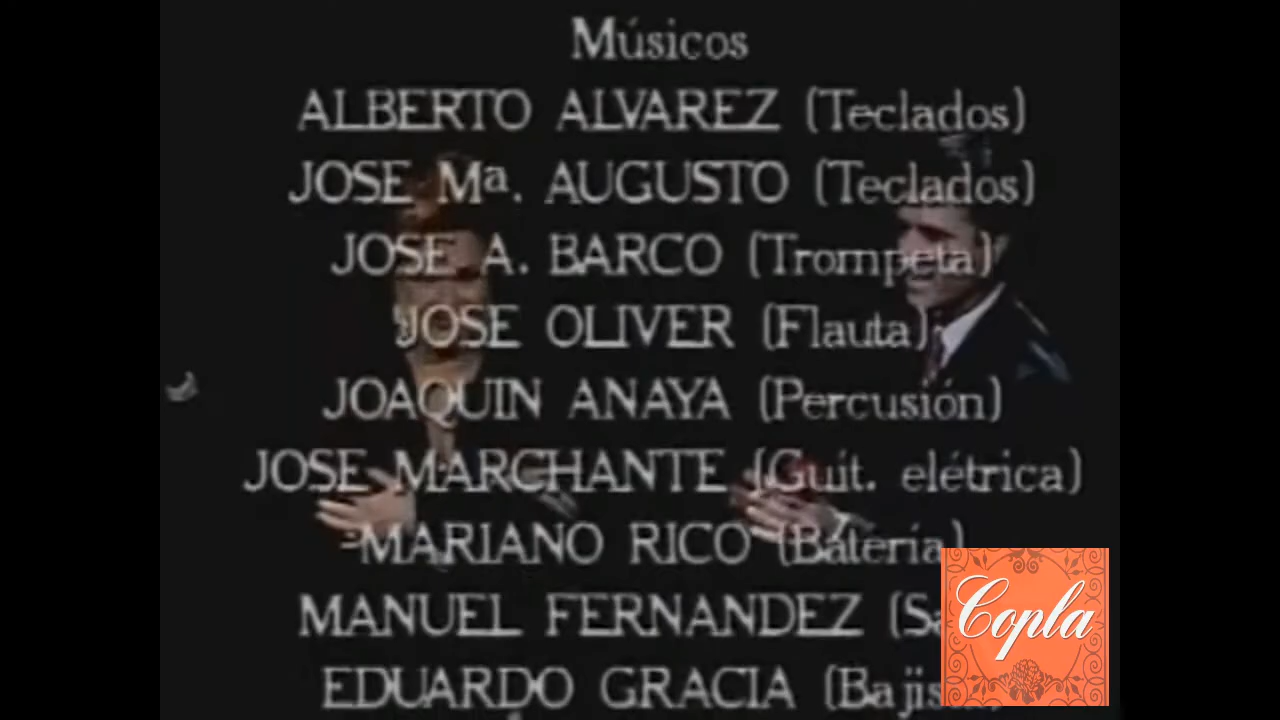 Músicos
ALBERTO ALVAREZ (Teclados)
JOSE Mª. AUGUSTO (Teclados)
JOSE A. BARCO (Trompeta)
JOSE OLIVER (Flauta)
JOAQUIN ANAYA (Percusión)
JOSE MARCHANTE (Guit. elétrica)
MARIANO RICO (Batería)
MANUEL FERNANDEZ
EDUARDO GRACIA
Copla